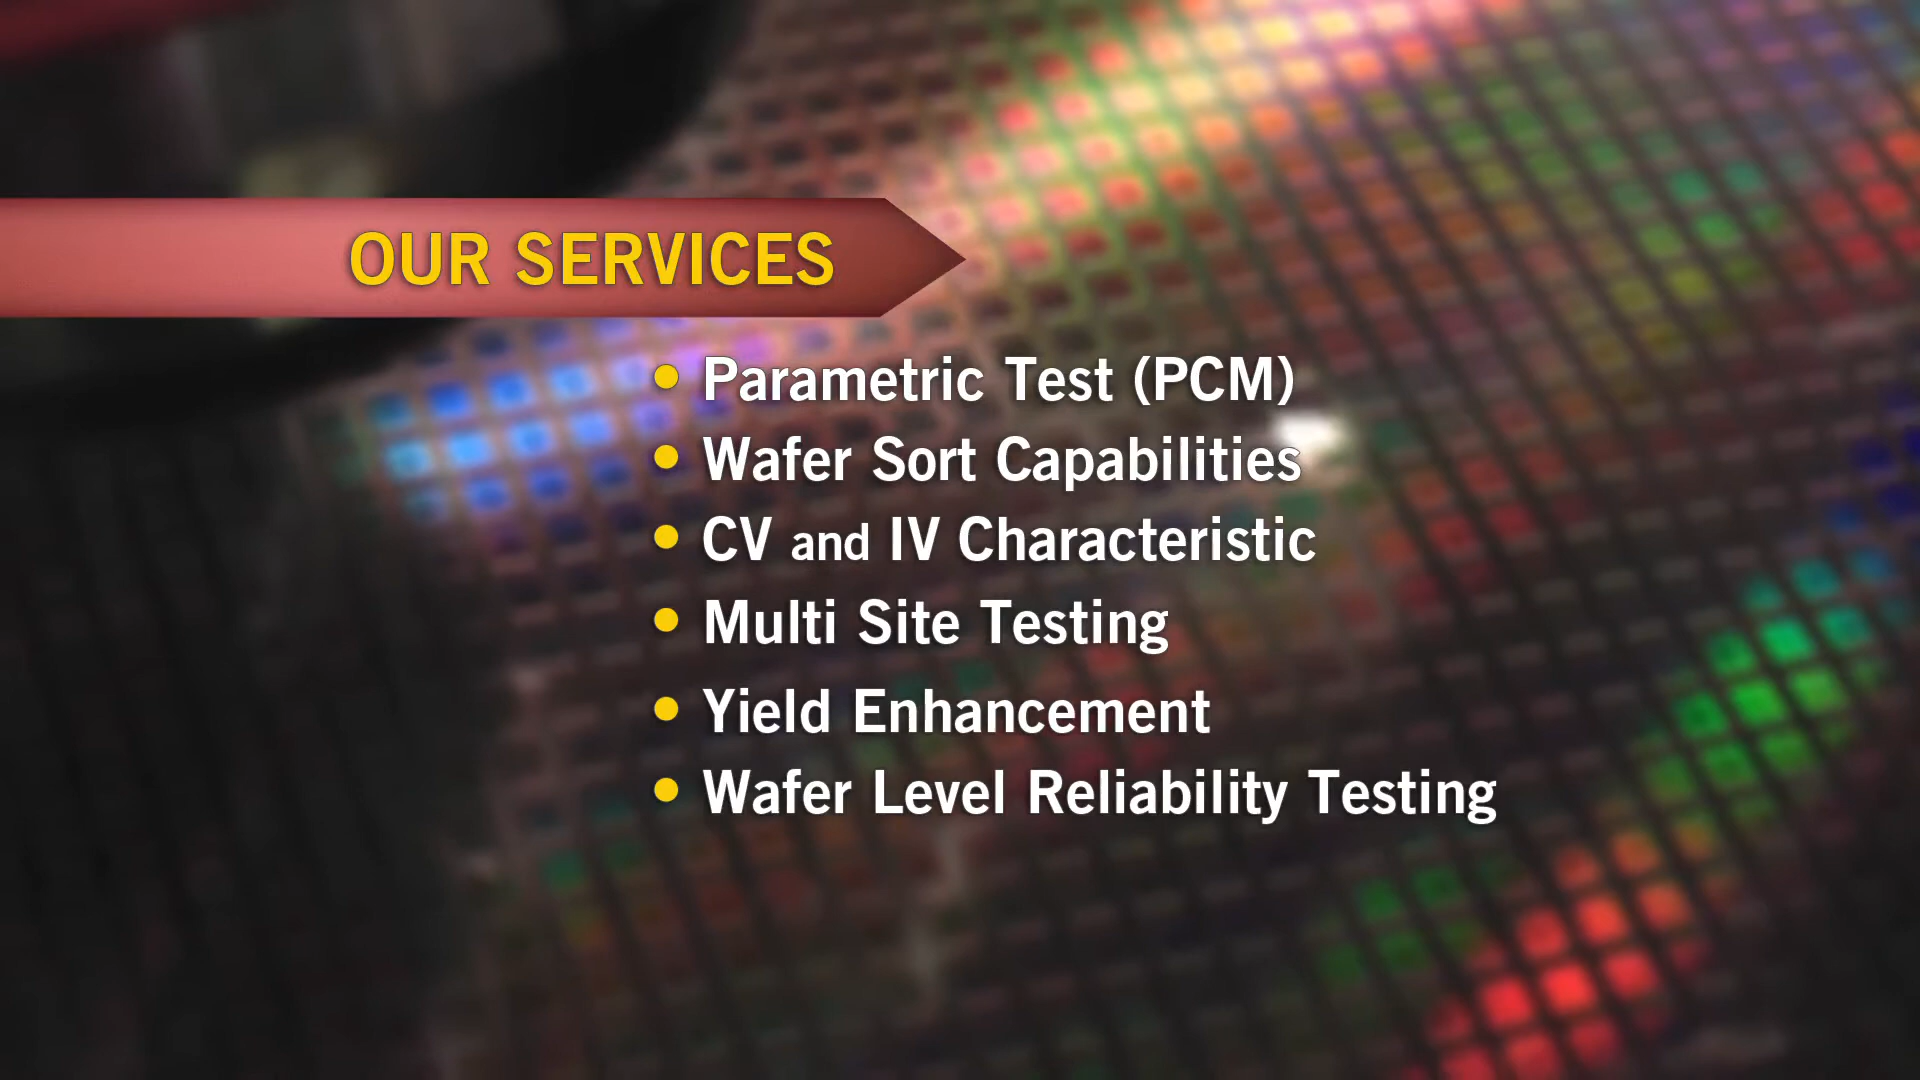 OUR SERVICES
• Parametric Test (PCM)
• Wafer Sort Capabilities
• CV and IV Characteristic
• Multi Site Testing
• Yield Enhancement
• Wafer Level Reliability Testing